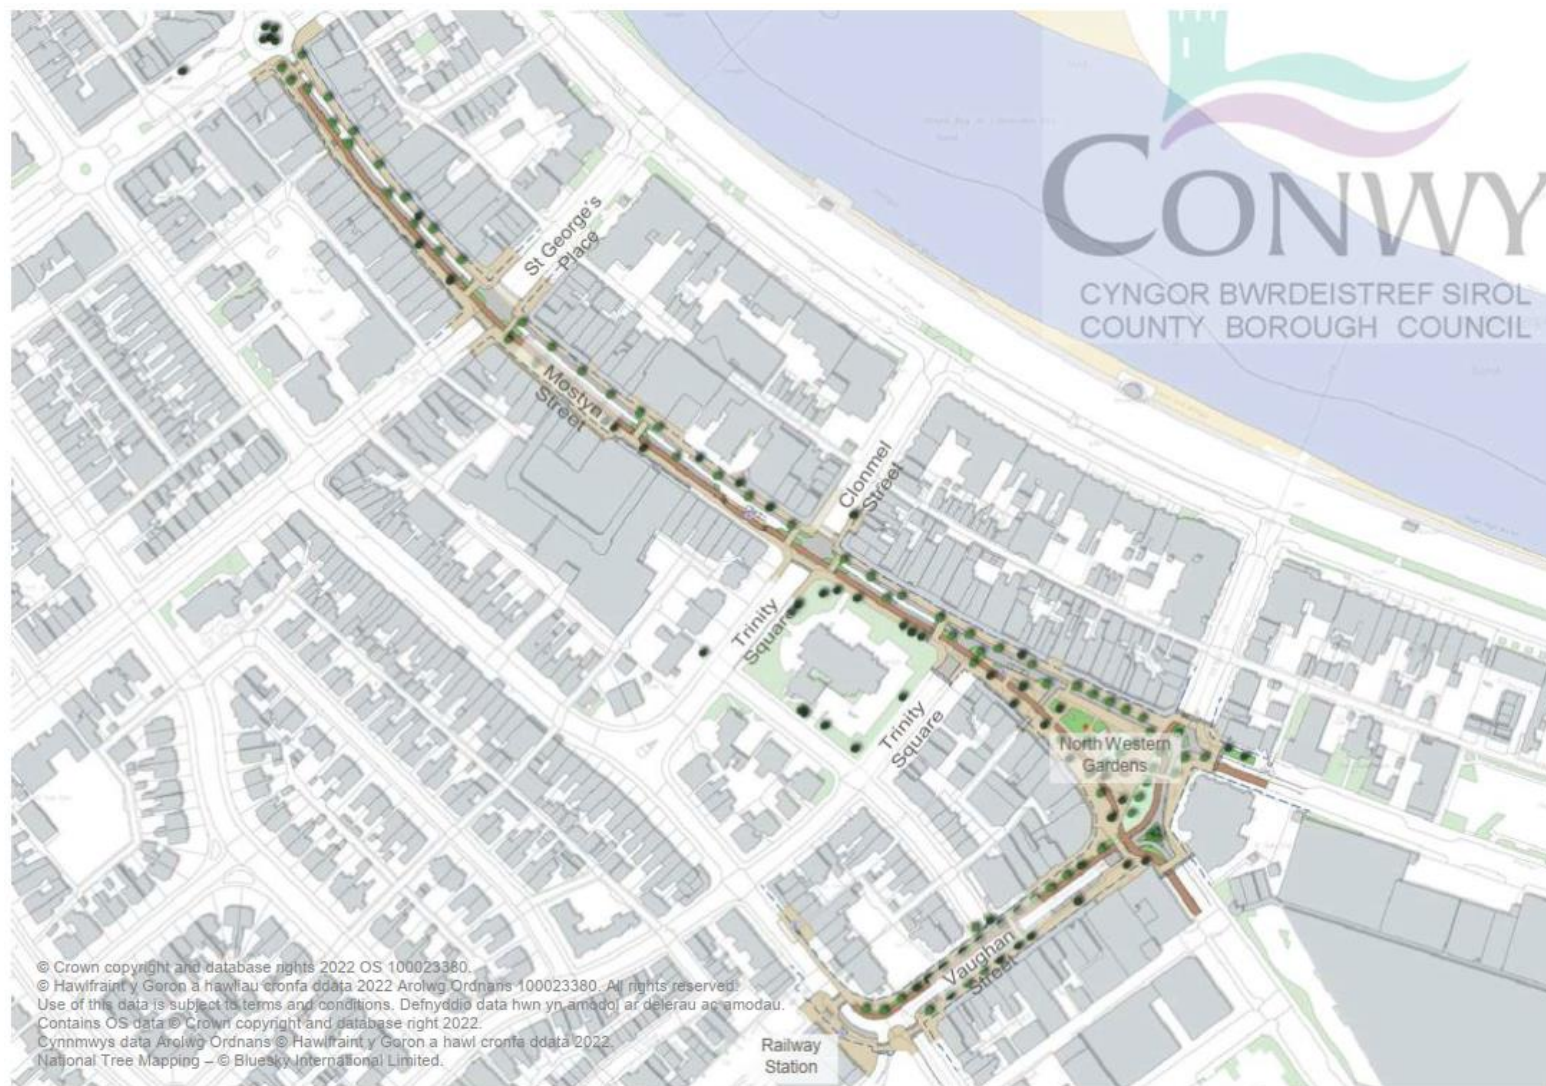 CONWY
CYNGOR BWRDEISTREF SIROL
COUNTY BOROUGH COUNCIL
St George's
Place
Mostyn
Street
Clonmel
Street
Trinity
Square
Trinity
Square
North Western
Gardens
Vaughan
Street
Railway
Station
© Crown copyright and database rights 2022 OS 100023380.
© Hawlfraint y Goron a hawliau cronfa ddata 2022 Arolwg Ordnans 100023380. All rights reserved.
Use of this data is subject to terms and conditions. Defnyddio data hwn yn amodol ar delerau ac amodau.
Contains OS data © Crown copyright and database right 2022.
Cynnmwys data Arolwg Ordnans © Hawlfraint y Goron a hawl cronfa ddata 2022.
National Tree Mapping – © Bluesky International Limited.